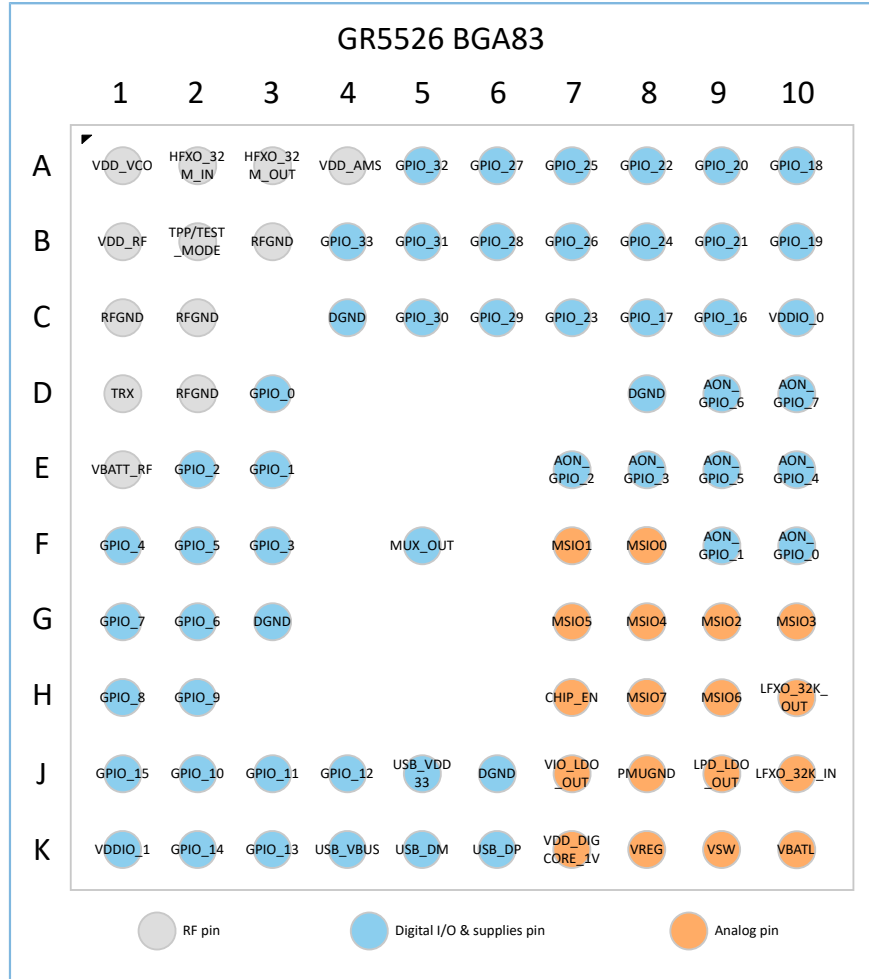 GR5526 BGA83
1 2 3 4 5 6 7 8 9 10
A VDD_VCO HFXO_32 HFXO_32 VDD_AMS GPIO_32 GPIO_27 GPIO_25 GPIO_22 GPIO_20 GPIO_18
M_IN M_OUT
B VDD_RF TPP/TEST RFGND GPIO_33 GPIO_31 GPIO_28 GPIO_26 GPIO_24 GPIO_21 GPIO_19
_MODE
C RFGND RFGND DGND GPIO_30 GPIO_29 GPIO_23 GPIO_17 GPIO_16 VDDIO_0
D TRX RFGND GPIO_0 DGND AON_ AON_
GPIO_6 GPIO_7
E VBATT_RF GPIO_2 GPIO_1 AON_ AON_ AON_ AON_
GPIO_2 GPIO_3 GPIO_5 GPIO_4
F GPIO_4 GPIO_5 GPIO_3 MUX_OUT MSIO1 MSIO0 AON_ AON_
GPIO_1 GPIO_0
G GPIO_7 GPIO_6 DGND MSIO5 MSIO4 MSIO2 MSIO3
H GPIO_8 GPIO_9 CHIP_EN MSIO7 MSIO6 LFXO_32K_
OUT
J GPIO_15 GPIO_10 GPIO_11 GPIO_12 USB_VDD DGND VIO_LDO PMUGND LPD_LDO LFXO_32K_IN
33 _OUT _OUT
K VDDIO_1 GPIO_14 GPIO_13 USB_VBUS USB_DM USB_DP VDD_DIG VREG VSW VBATL
CORE_1V
RF pin Digital I/O & supplies pin Analog pin